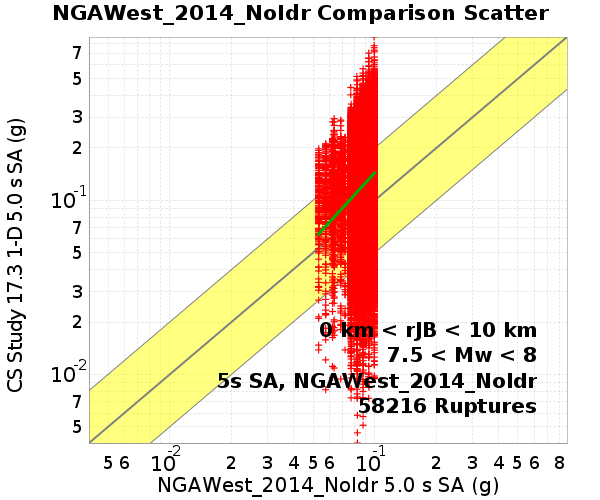 NGAWest_2014_NoIdr Comparison Scatter
CS Study 17.3 1-D 5.0 s SA (g)
7
5
3
2
10-1
7
5
3
2
10-2
7
5
0 km < rJB < 10 km
7.5 < Mw < 8
5s SA, NGAWest_2014_NoIdr
58216 Ruptures
5 6 10-2 2 3 4 5 6 10-1 2 3 4 5 6 8
NGAWest_2014_NoIdr 5.0 s SA (g)